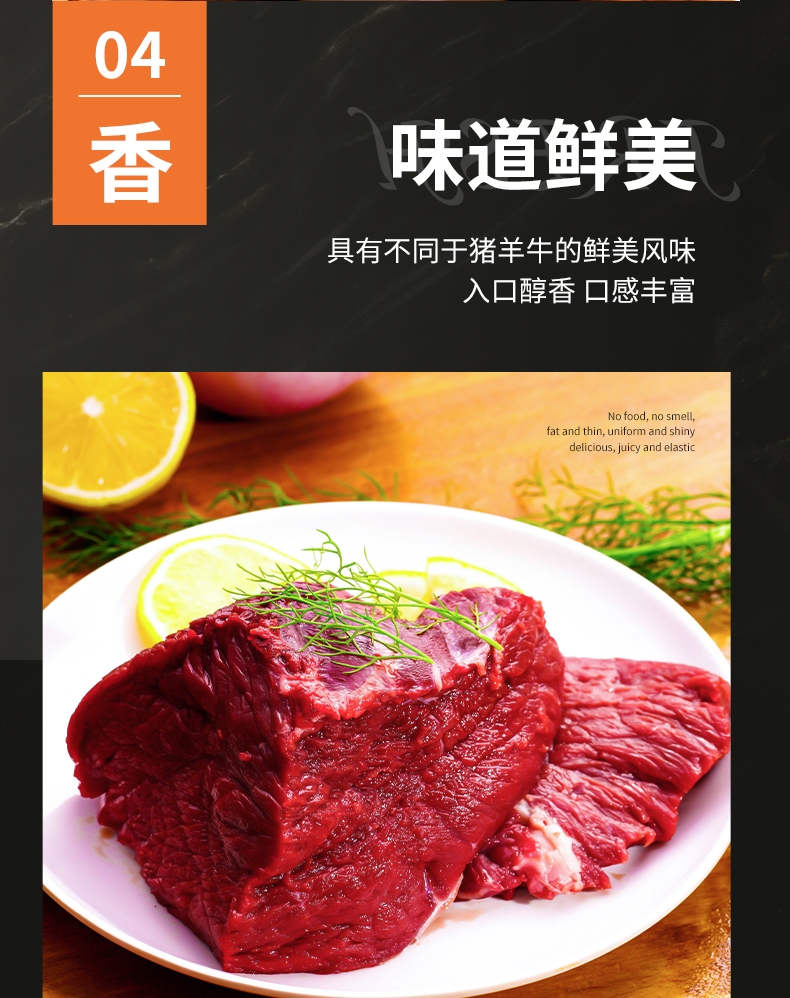 04
香
味道鲜美
具有不同于猪羊牛的鲜美风味
入口醇香 口感丰富
No food, no smell,
fat and thin, uniform and shiny
delicious, juicy and elastic